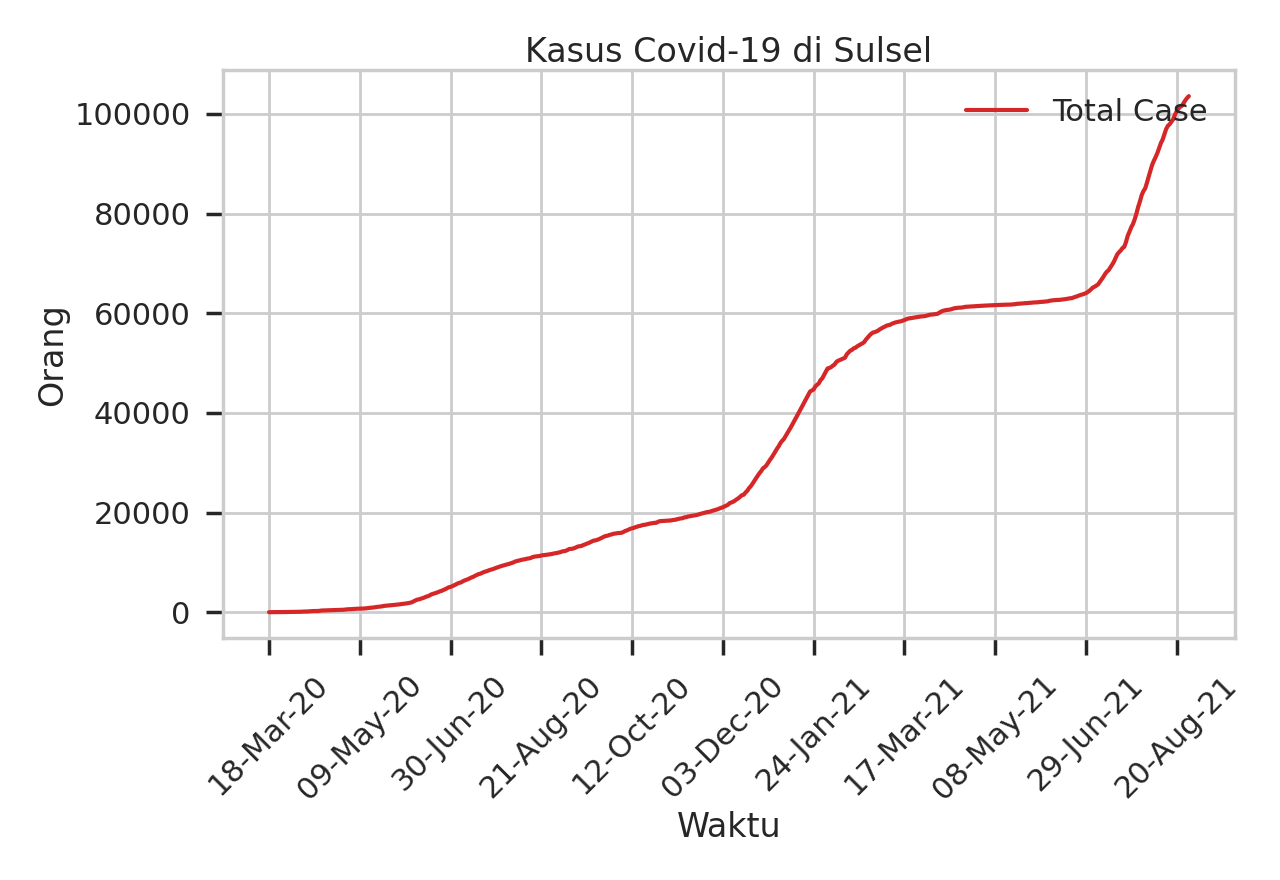 Kasus Covid-19 di Sulsel
Total Case
100000
80000
60000
40000
20000
0
Orang
18-Mar-20
09-May-20
30-Jun-20
21-Aug-20
12-Oct-20
03-Dec-20
24-Jan-21
17-Mar-21
08-May-21
29-Jun-21
20-Aug-21
Waktu